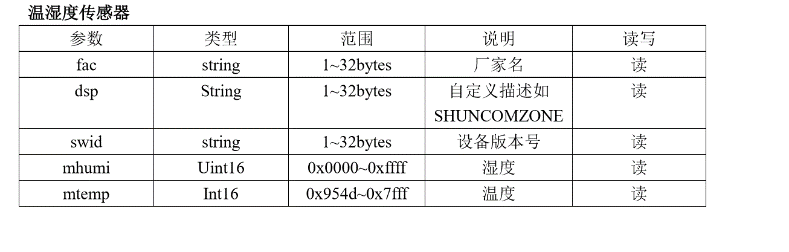 温湿度传感器
参数 类型 范围 说明 读写
fac string 1~32bytes 厂家名 读
dsp String 1~32bytes 自定义描述如 读
SHUNCOMZONE
swid string 1~32bytes 设备版本号 读
mhumi Uint16 0x0000~0xffff 湿度 读
mtemp Int16 0x954d~0x7fff 温度 读